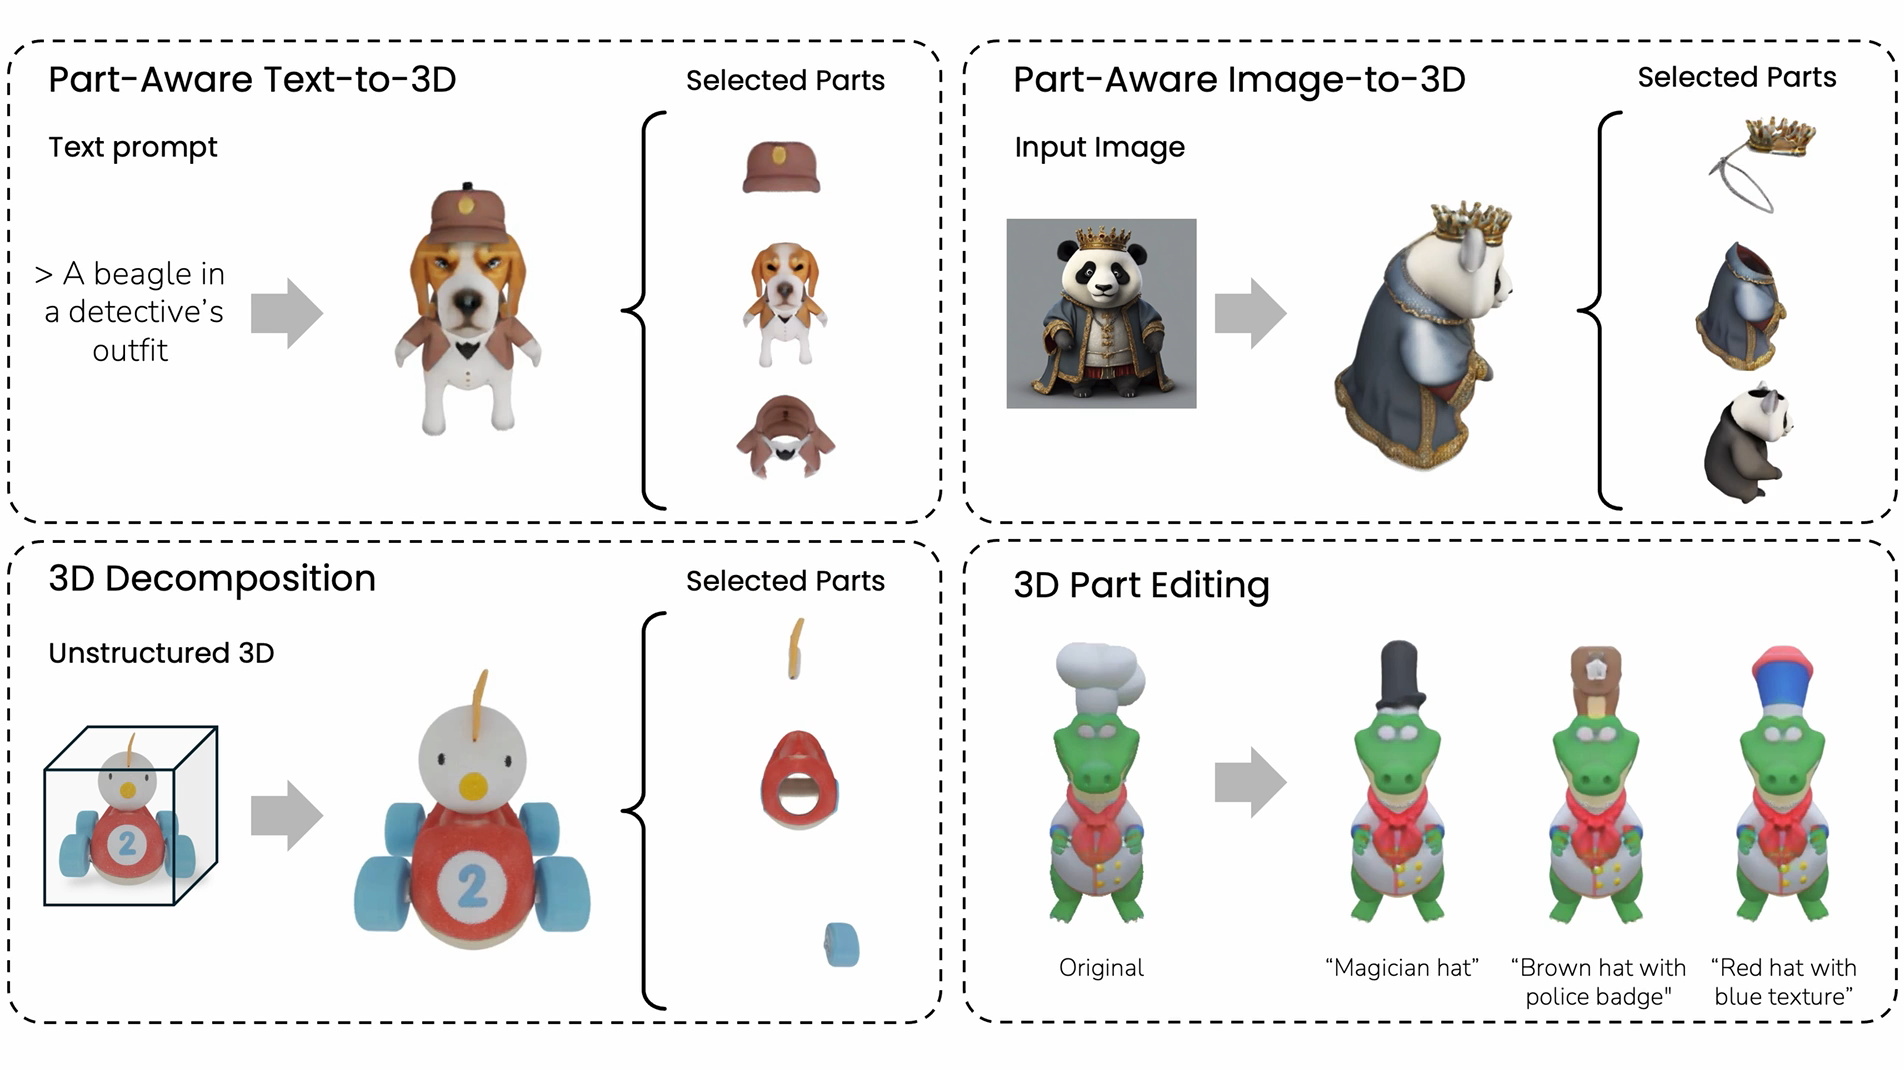 Part-Aware Text-to-3D
Selected Parts
Text prompt
> A beagle in
a detective’s
outfit
Part-Aware Image-to-3D
Selected Parts
Input Image
3D Decomposition
Selected Parts
Unstructured 3D
2
2
3D Part Editing
Original
“Magician hat”
“Brown hat with
police badge"
“Red hat with
blue texture”